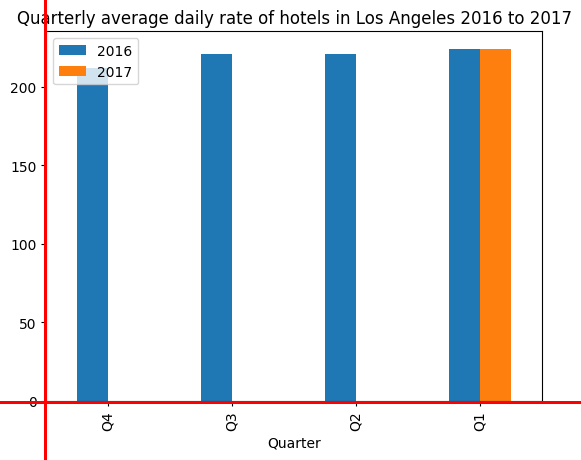 Quarterly average daily rate of hotels in Los Angeles 2016 to 2017
2016
2017
200
150
100
50
0
Q4
Q3
Q2
Q1
Quarter